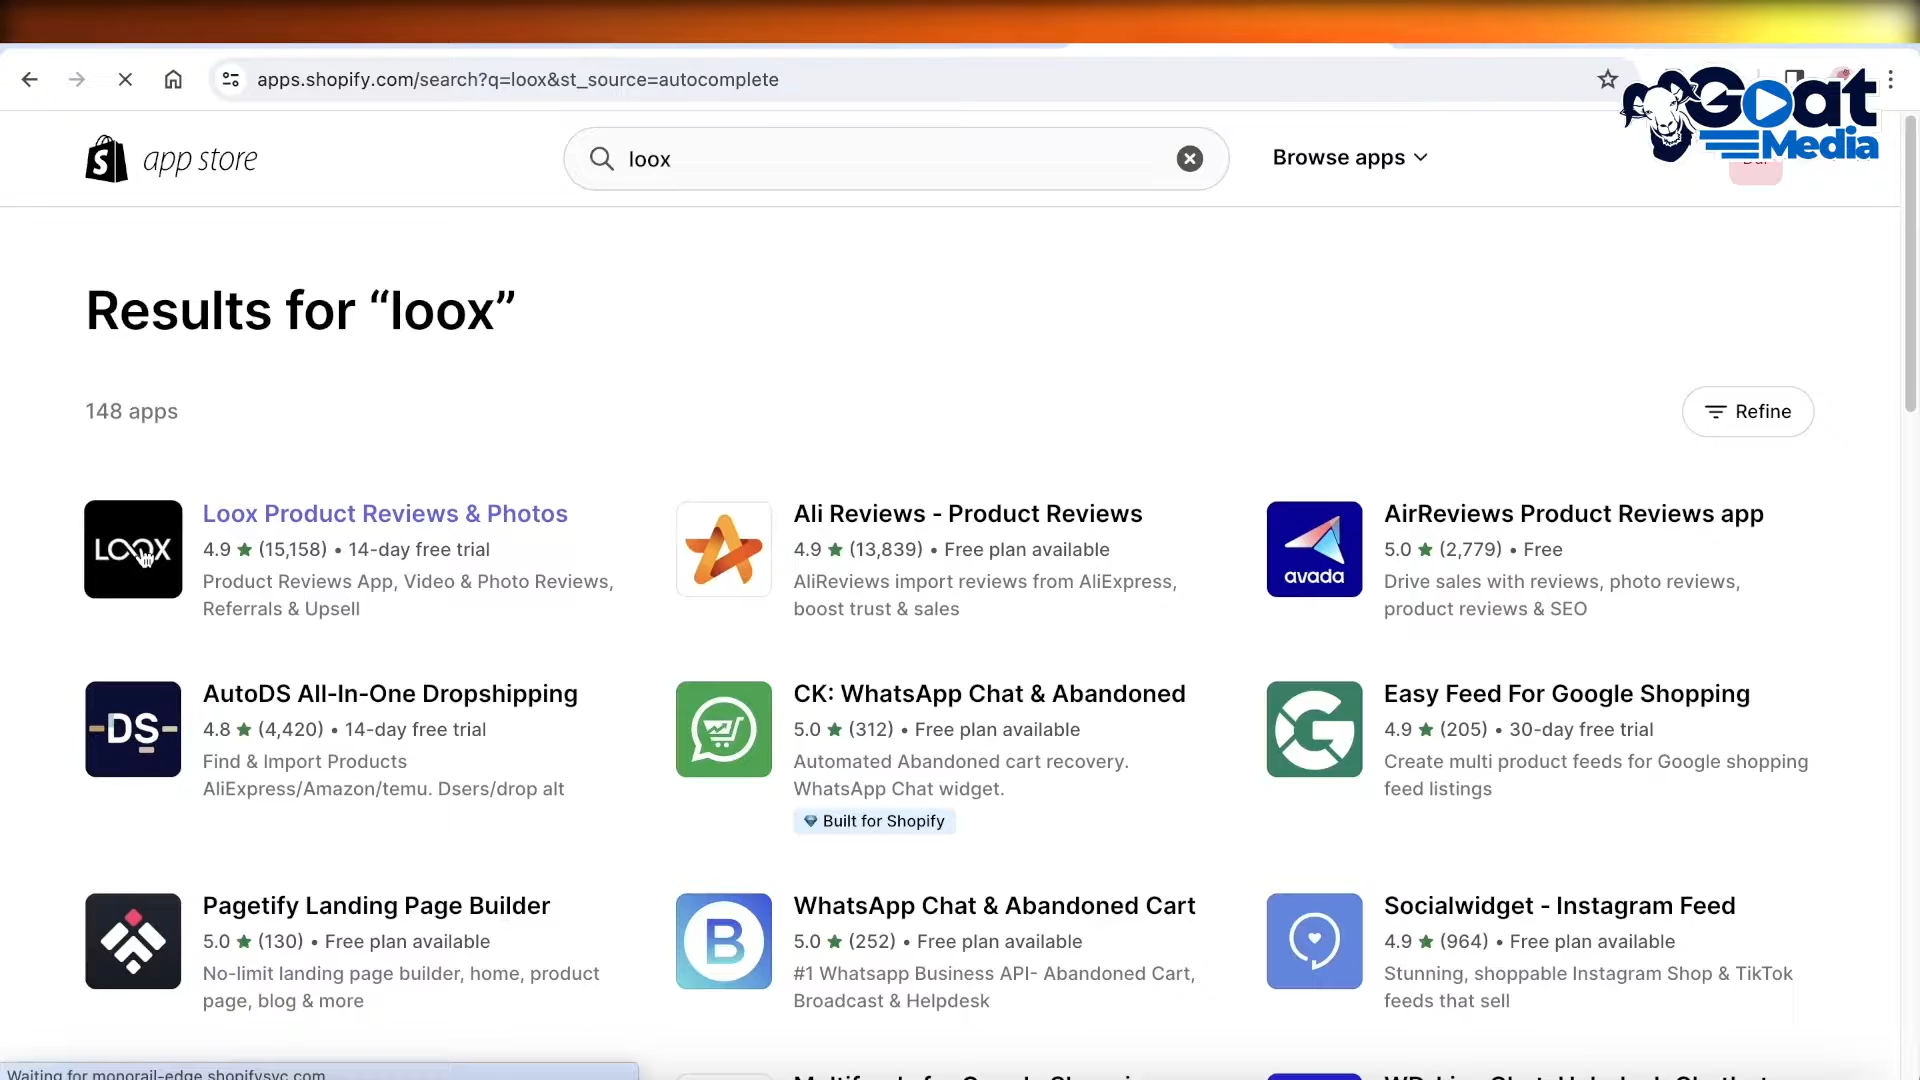 apps.shopify.com/search?q=loox&st_source=autocomplete
Goat
Media
app store
loox
Browse apps
Results for “loox”
148 apps
Refine
LOOX
Loox Product Reviews & Photos
4.9 ★ (15,158) • 14-day free trial
Product Reviews App, Video & Photo Reviews,
Referrals & Upsell
Ali Reviews - Product Reviews
4.9 ★ (13,839) • Free plan available
AliReviews import reviews from AliExpress,
boost trust & sales
avada
AirReviews Product Reviews app
5.0 ★ (2,779) • Free
Drive sales with reviews, photo reviews,
product reviews & SEO
DS
AutoDS All-In-One Dropshipping
4.8 ★ (4,420) • 14-day free trial
Find & Import Products
AliExpress/Amazon/temu. Dsers/drop alt
CK: WhatsApp Chat & Abandoned
5.0 ★ (312) • Free plan available
Automated Abandoned cart recovery.
WhatsApp Chat widget.
Built for Shopify
G
Easy Feed For Google Shopping
4.9 ★ (205) • 30-day free trial
Create multi product feeds for Google shopping
feed listings
Pagetify Landing Page Builder
5.0 ★ (130) • Free plan available
No-limit landing page builder, home, product
page, blog & more
B
WhatsApp Chat & Abandoned Cart
5.0 ★ (252) • Free plan available
#1 Whatsapp Business API- Abandoned Cart,
Broadcast & Helpdesk
Socialwidget - Instagram Feed
4.9 ★ (964) • Free plan available
Stunning, shoppable Instagram Shop & TikTok
feeds that sell
Waiting for monorail-edge.shopifysvc.com